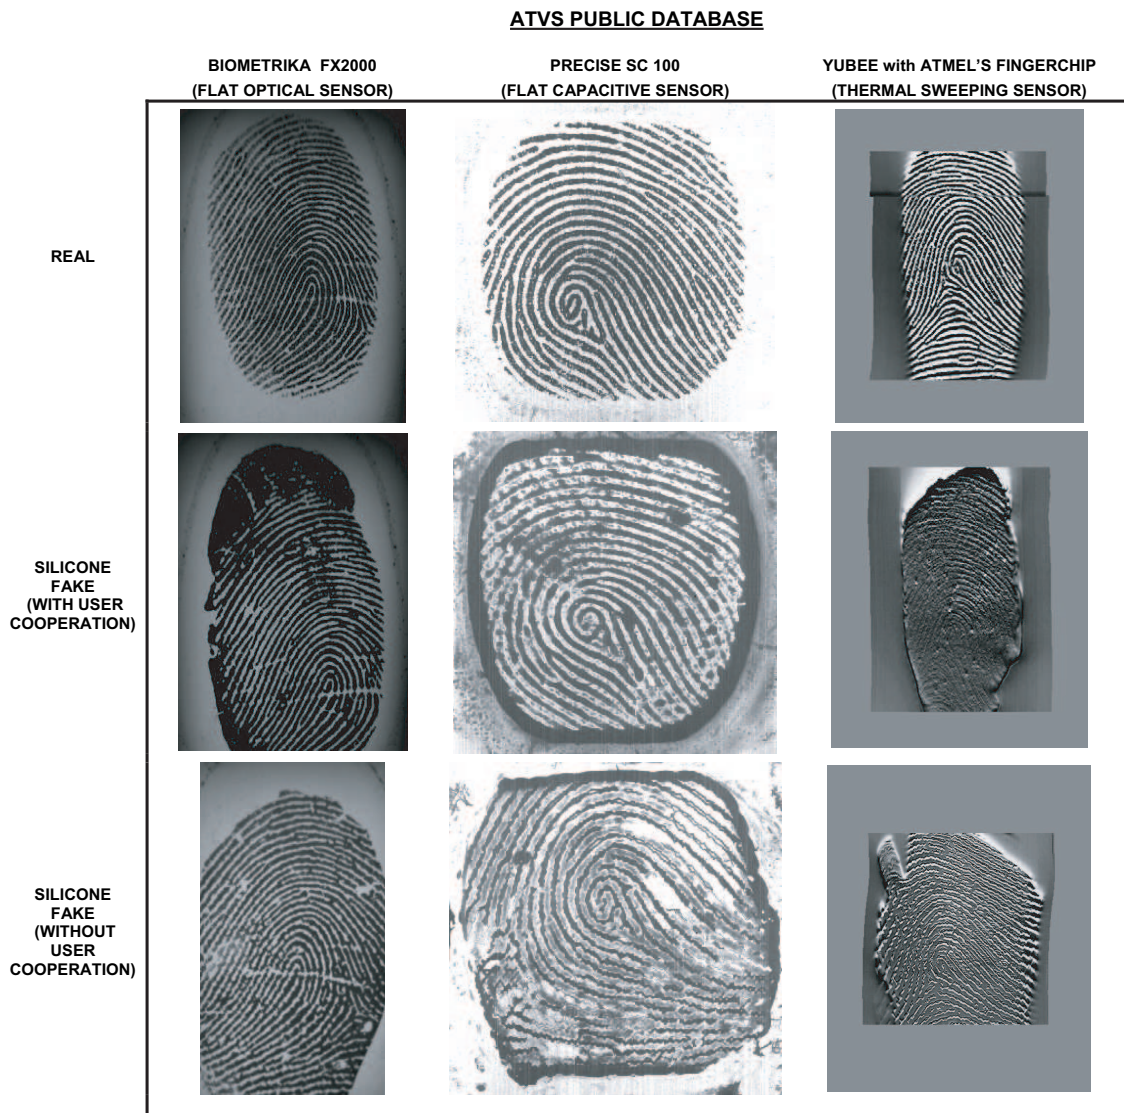 ATVS PUBLIC DATABASE
BIOMETRIKA FX2000
(FLAT OPTICAL SENSOR)
PRECISE SC 100
(FLAT CAPACITIVE SENSOR)
YUBEE with ATMEL'S FINGERCHIP
(THERMAL SWEEPING SENSOR)
REAL
SILICONE
FAKE
(WITH USER
COOPERATION)
SILICONE
FAKE
(WITHOUT
USER
COOPERATION)